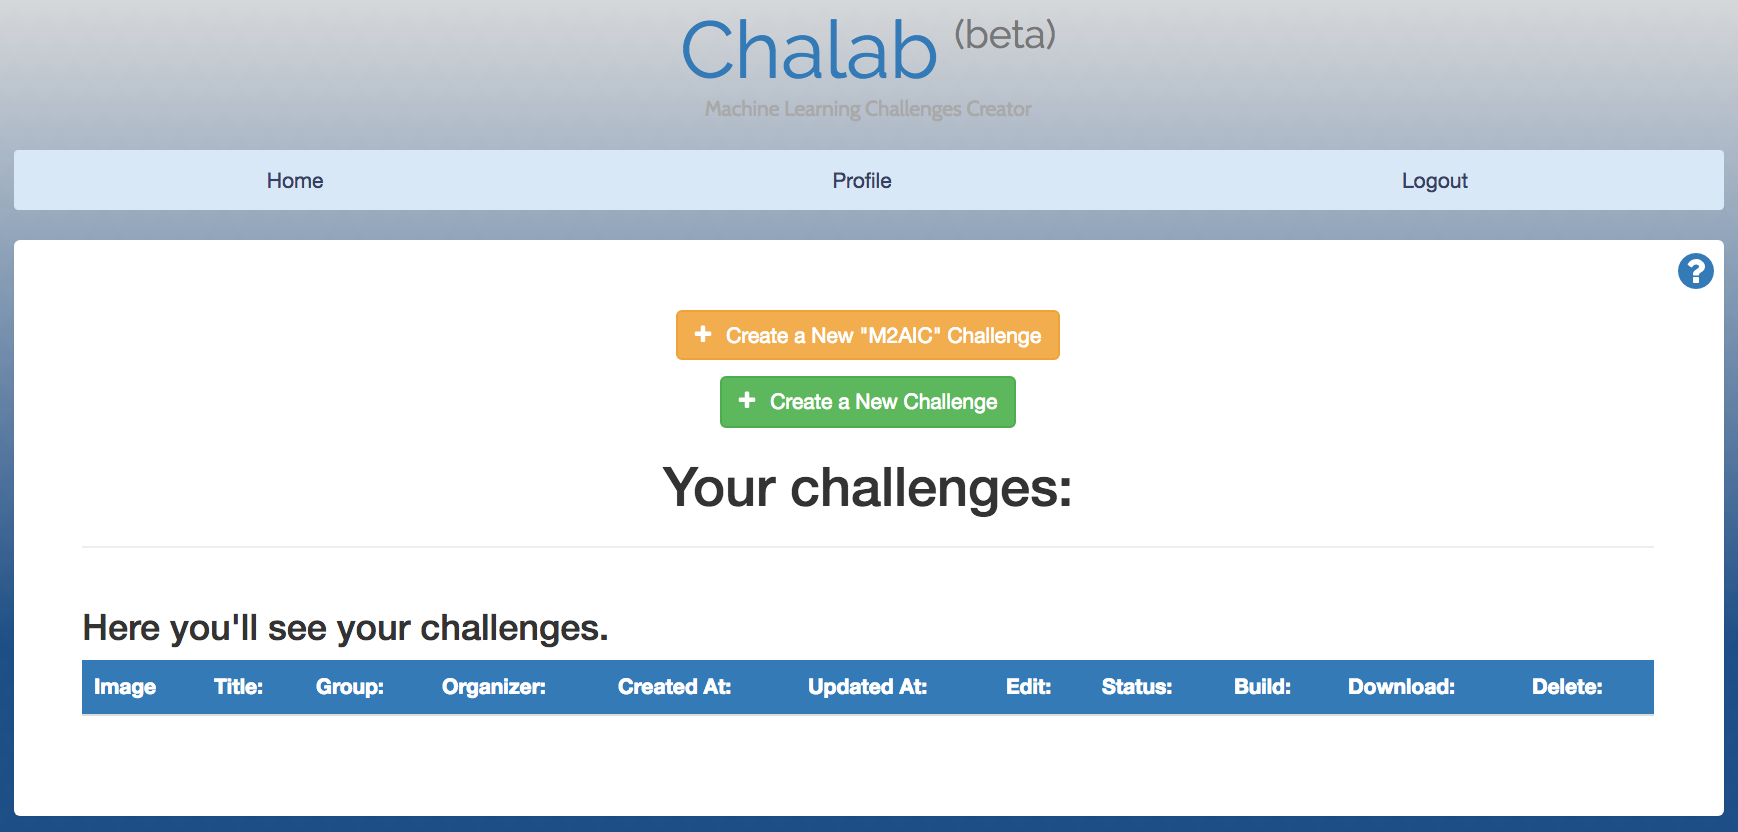 Chalab (beta)
Machine Learning Challenges Creator
Home Profile Logout
?
+ Create a New "M2AIC" Challenge
+ Create a New Challenge
Your challenges:
Here you'll see your challenges.
Image Title: Group: Organizer: Created At: Updated At: Edit: Status: Build: Download: Delete: